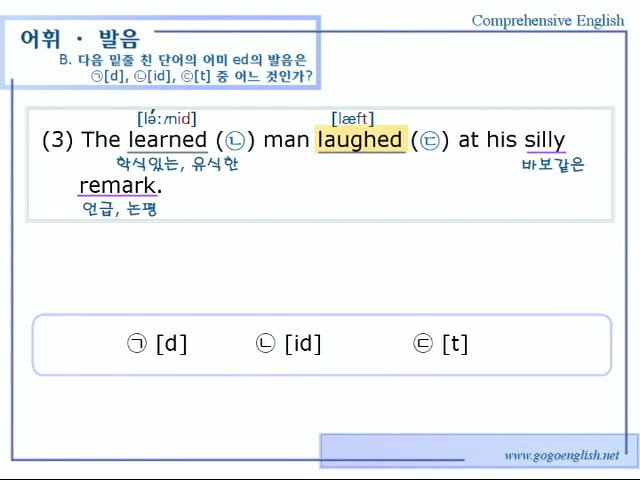 Comprehensive English
어휘 · 발음
B. 다음 밑줄 친 단어의 어미 ed의 발음은
㉠[d], ㉡[id], ㉢[t] 중 어느 것인가?
[lə́ːrnid] [læft]
(3) The learned (㉡) man laughed (㉢) at his silly
학식있는, 유식한 바보같은
remark.
언급, 논평
㉠ [d] ㉡ [id] ㉢ [t]
www.gogoenglish.net